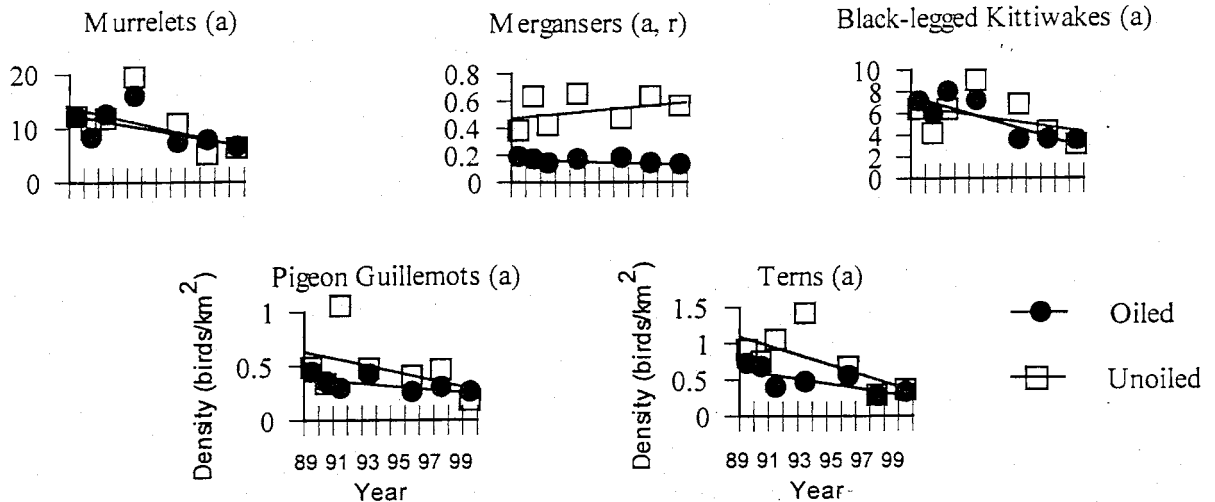 Murrelets (a)
20
10
0
Mergansers (a, r)
0.8
0.6
0.4
0.2
0
Black-legged Kittiwakes (a)
10
8
6
4
2
0
Pigeon Guillemots (a)
Density (birds/km2)
1
0.5
0
89 91 93 95 97 99
Year
Terns (a)
Density (birds/km2)
1.5
1
0.5
0
89 91 93 95 97 99
Year
Oiled
Unoiled